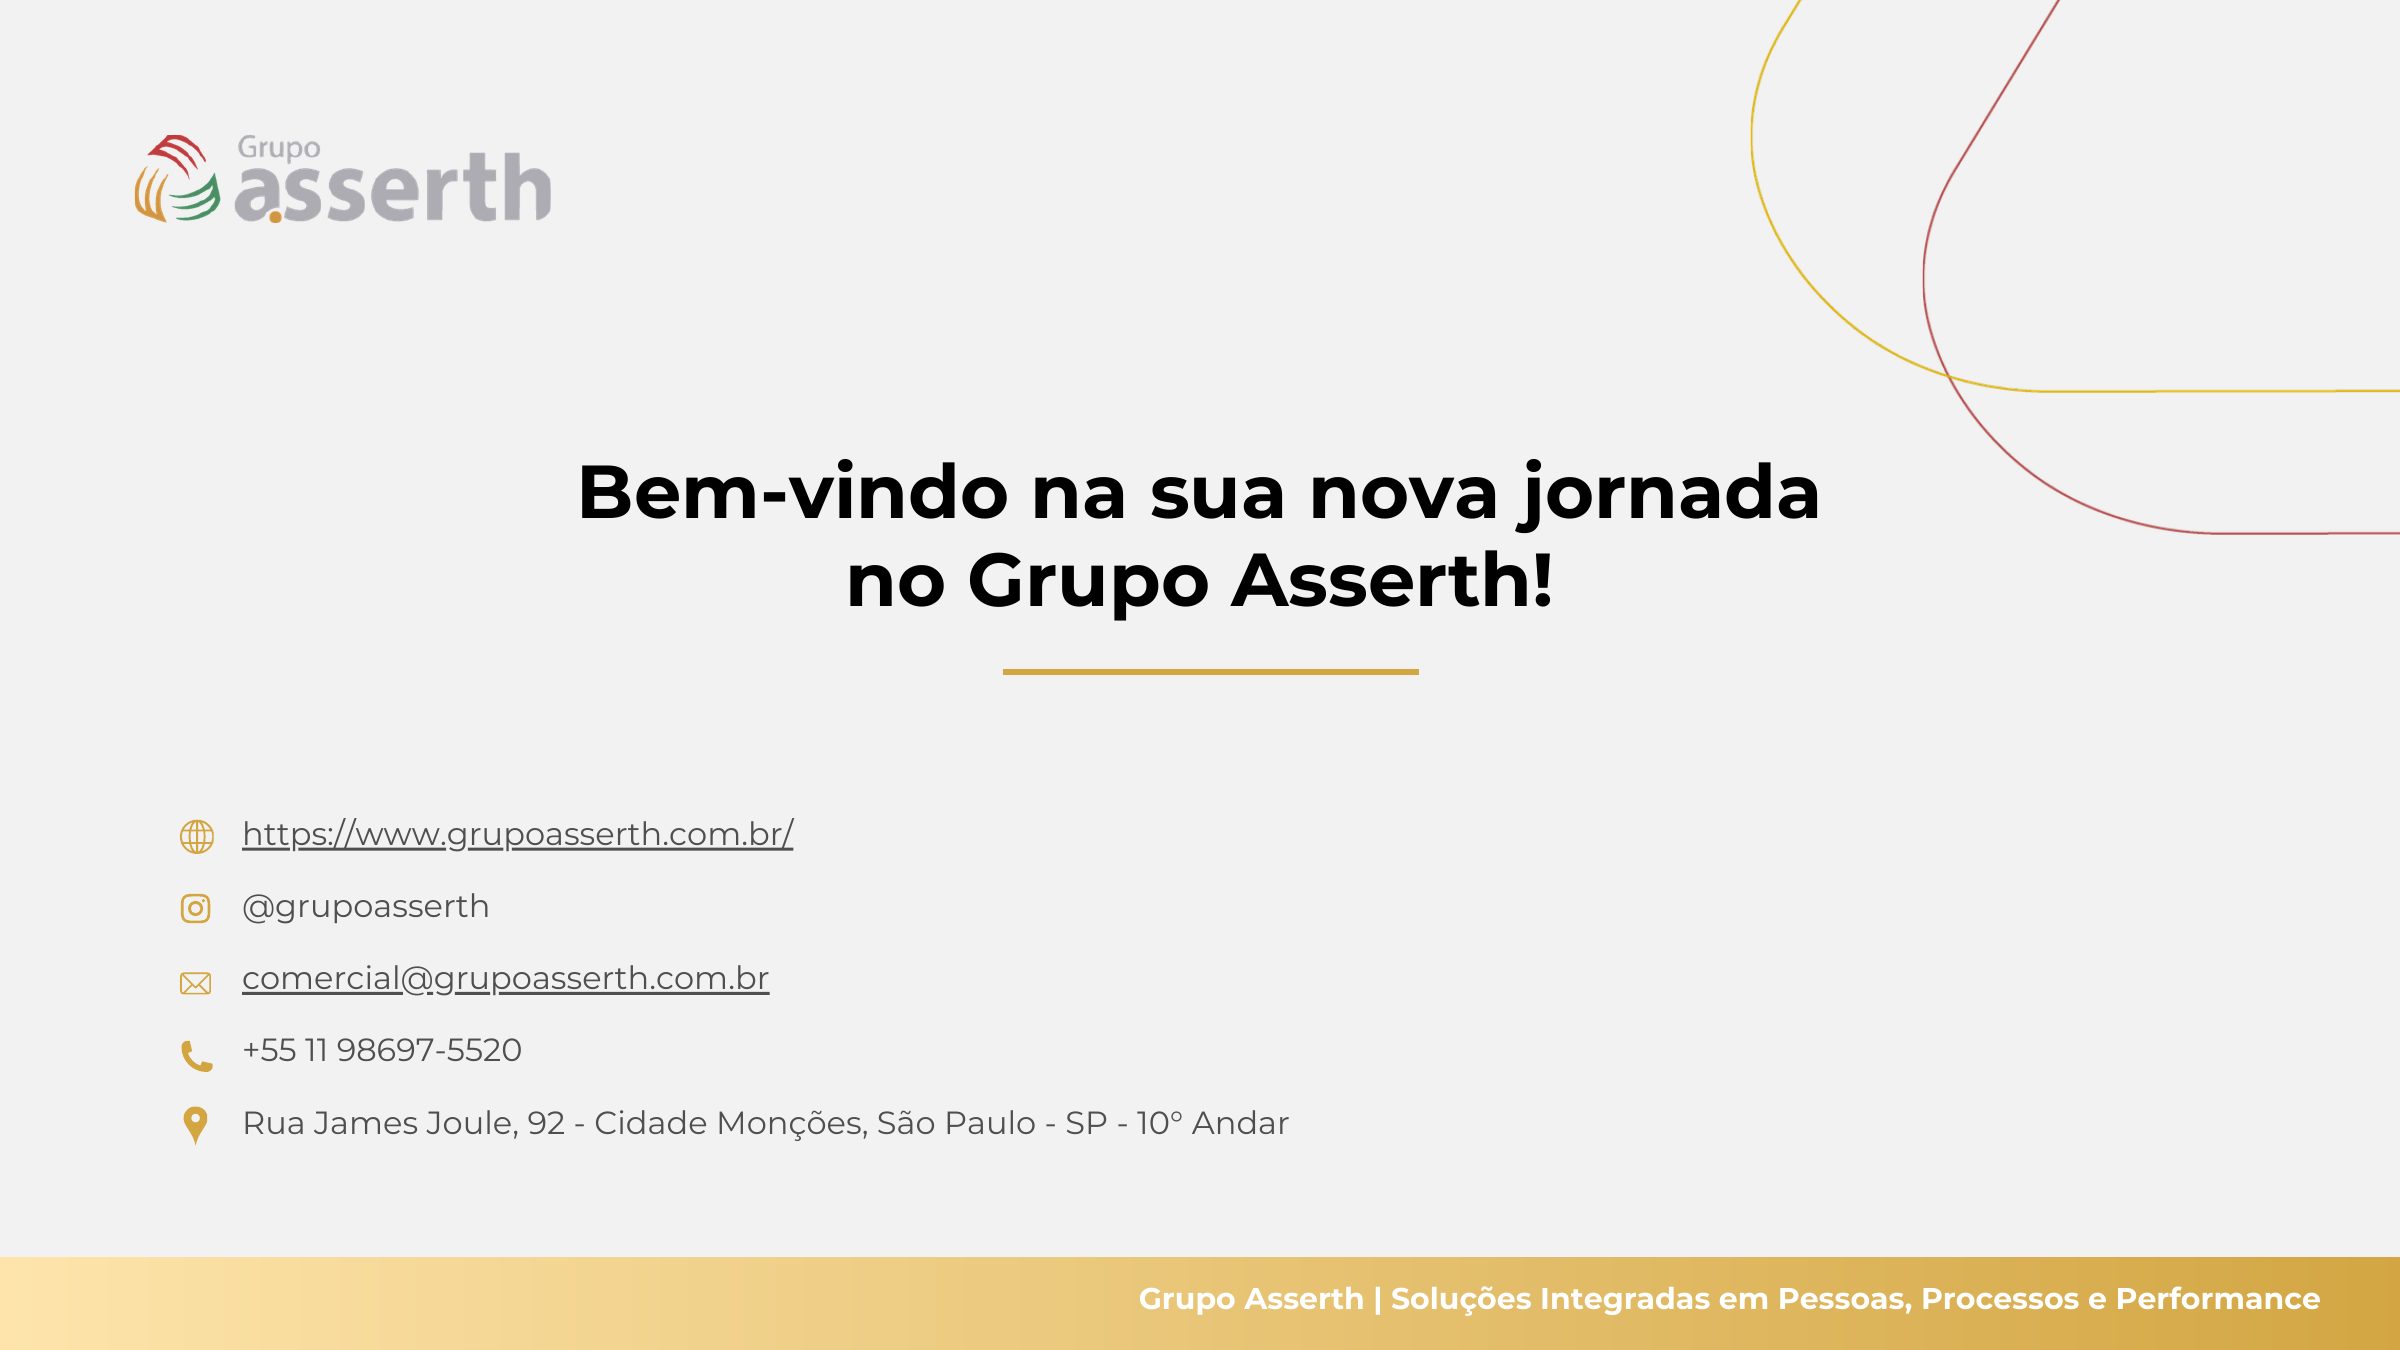 Grupo
asserth
Bem-vindo na sua nova jornada
no Grupo Asserth!
https://www.grupoasserth.com.br/
@grupoasserth
comercial@grupoasserth.com.br
+55 11 98697-5520
Rua James Joule, 92 - Cidade Monções, São Paulo - SP - 10° Andar
Grupo Asserth | Soluções Integradas em Pessoas, Processos e Performance